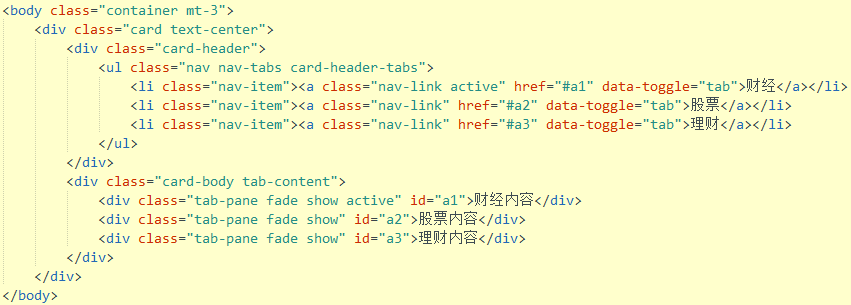 <body class="container mt-3">
    <div class="card text-center">
        <div class="card-header">
            <ul class="nav nav-tabs card-header-tabs">
                <li class="nav-item"><a class="nav-link active" href="#a1" data-toggle="tab">财经</a></li>
                <li class="nav-item"><a class="nav-link" href="#a2" data-toggle="tab">股票</a></li>
                <li class="nav-item"><a class="nav-link" href="#a3" data-toggle="tab">理财</a></li>
            </ul>
        </div>
        <div class="card-body tab-content">
            <div class="tab-pane fade show active" id="a1">财经内容</div>
            <div class="tab-pane fade show" id="a2">股票内容</div>
            <div class="tab-pane fade show" id="a3">理财内容</div>
        </div>
    </div>
</body>